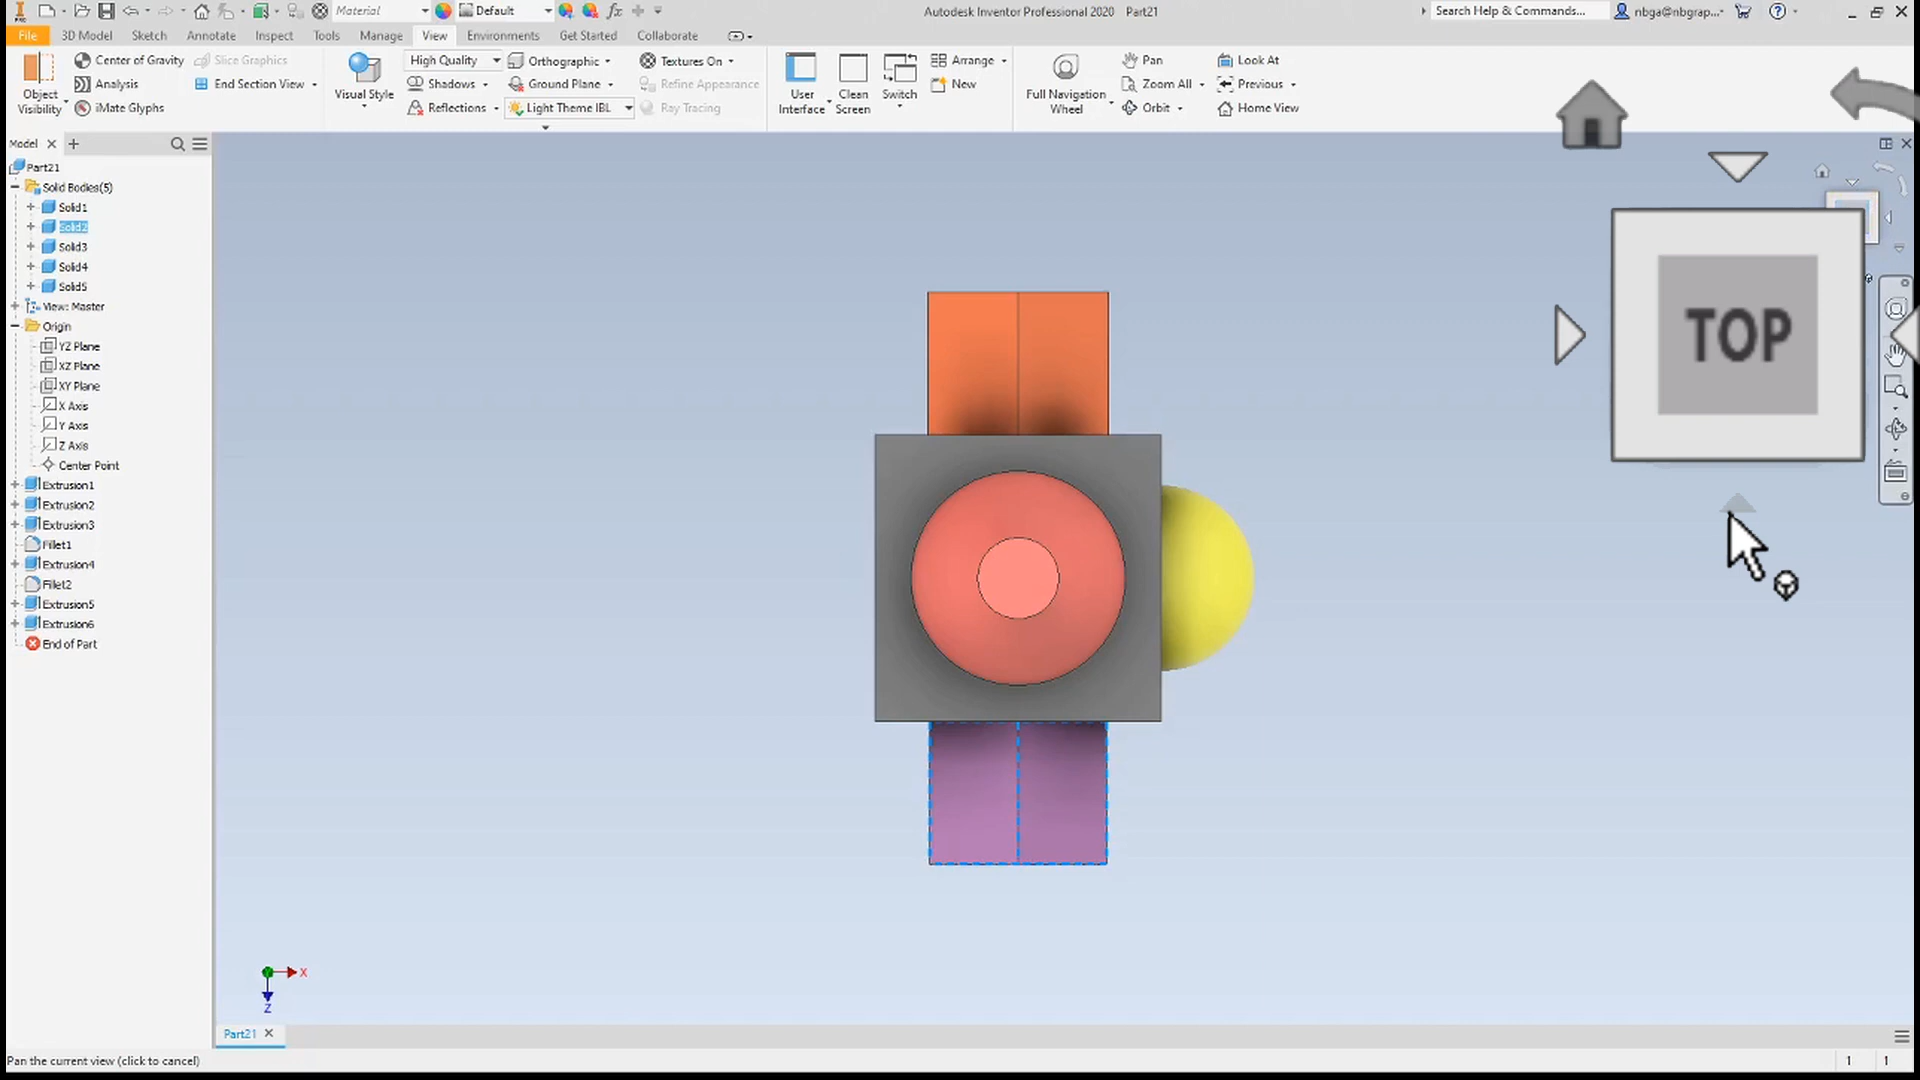 PRO
Material
Default
fx
Autodesk Inventor Professional 2020 Part21
Search Help & Commands...
nbga@nbgrap...
File 3D Model Sketch Annotate Inspect Tools Manage View Environments Get Started Collaborate
Object
Visibility
Center of Gravity
Analysis
iMate Glyphs
Slice Graphics
End Section View
Visual Style
High Quality
Shadows
Reflections
Orthographic
Ground Plane
Light Theme IBL
Textures On
Refine Appearance
Ray Tracing
User
Interface
Clean
Screen
Switch
Arrange
New
Full Navigation
Wheel
Pan
Zoom All
Orbit
Look At
Previous
Home View
Model
Part21
Solid Bodies(5)
Solid1
Solid2
Solid3
Solid4
Solid5
View: Master
Origin
YZ Plane
XZ Plane
XY Plane
X Axis
Y Axis
Z Axis
Center Point
Extrusion1
Extrusion2
Extrusion3
Fillet1
Extrusion4
Fillet2
Extrusion5
Extrusion6
End of Part
TOP
X
Z
Part21
Pan the current view (click to cancel)
1 1